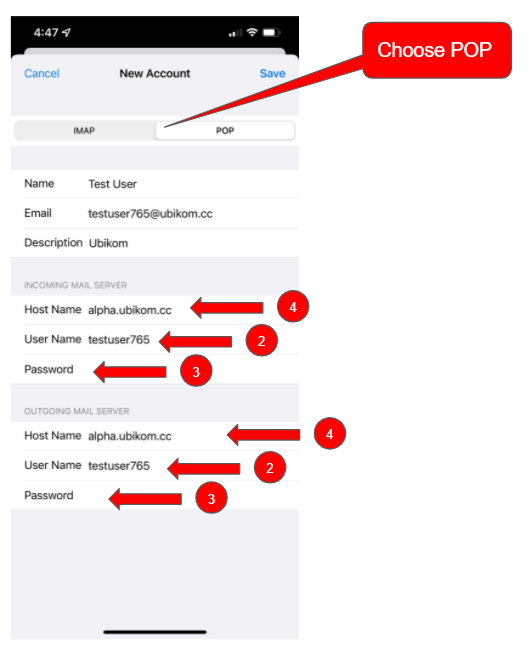 4:47
Choose POP
Cancel New Account Save
IMAP POP
Name Test User
Email testuser765@ubikom.cc
Description Ubikom
INCOMING MAIL SERVER
Host Name alpha.ubikom.cc 4
User Name testuser765 2
Password 3
OUTGOING MAIL SERVER
Host Name alpha.ubikom.cc 4
User Name testuser765 2
Password 3